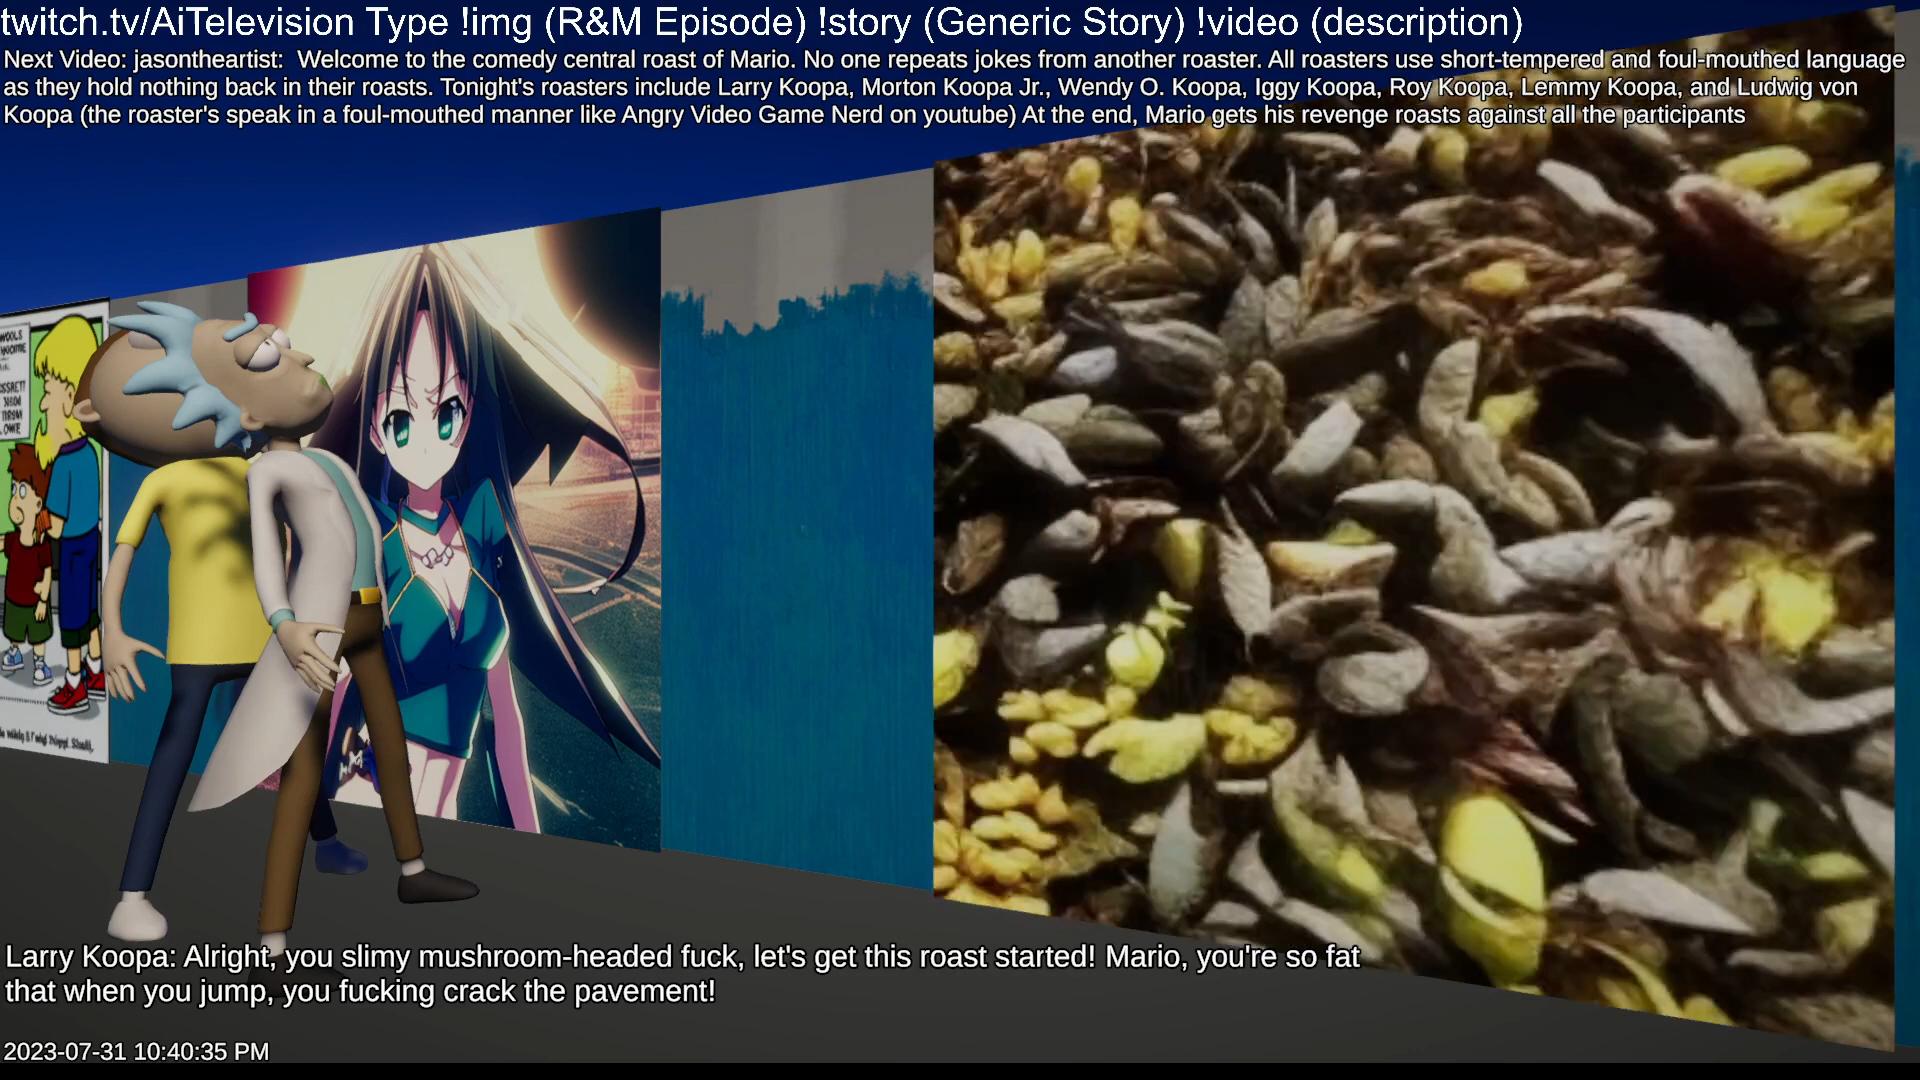 twitch.tv/AiTelevision Type !img (R&M Episode) !story (Generic Story) !video (description)
Next Video: jasontheartist:  Welcome to the comedy central roast of Mario. No one repeats jokes from another roaster. All roasters use short-tempered and foul-mouthed language
as they hold nothing back in their roasts. Tonight's roasters include Larry Koopa, Morton Koopa Jr., Wendy O. Koopa, Iggy Koopa, Roy Koopa, Lemmy Koopa, and Ludwig von
Koopa (the roaster's speak in a foul-mouthed manner like Angry Video Game Nerd on youtube) At the end, Mario gets his revenge roasts against all the participants
Larry Koopa: Alright, you slimy mushroom-headed fuck, let's get this roast started! Mario, you're so fat
that when you jump, you fucking crack the pavement!
2023-07-31 10:40:35 PM